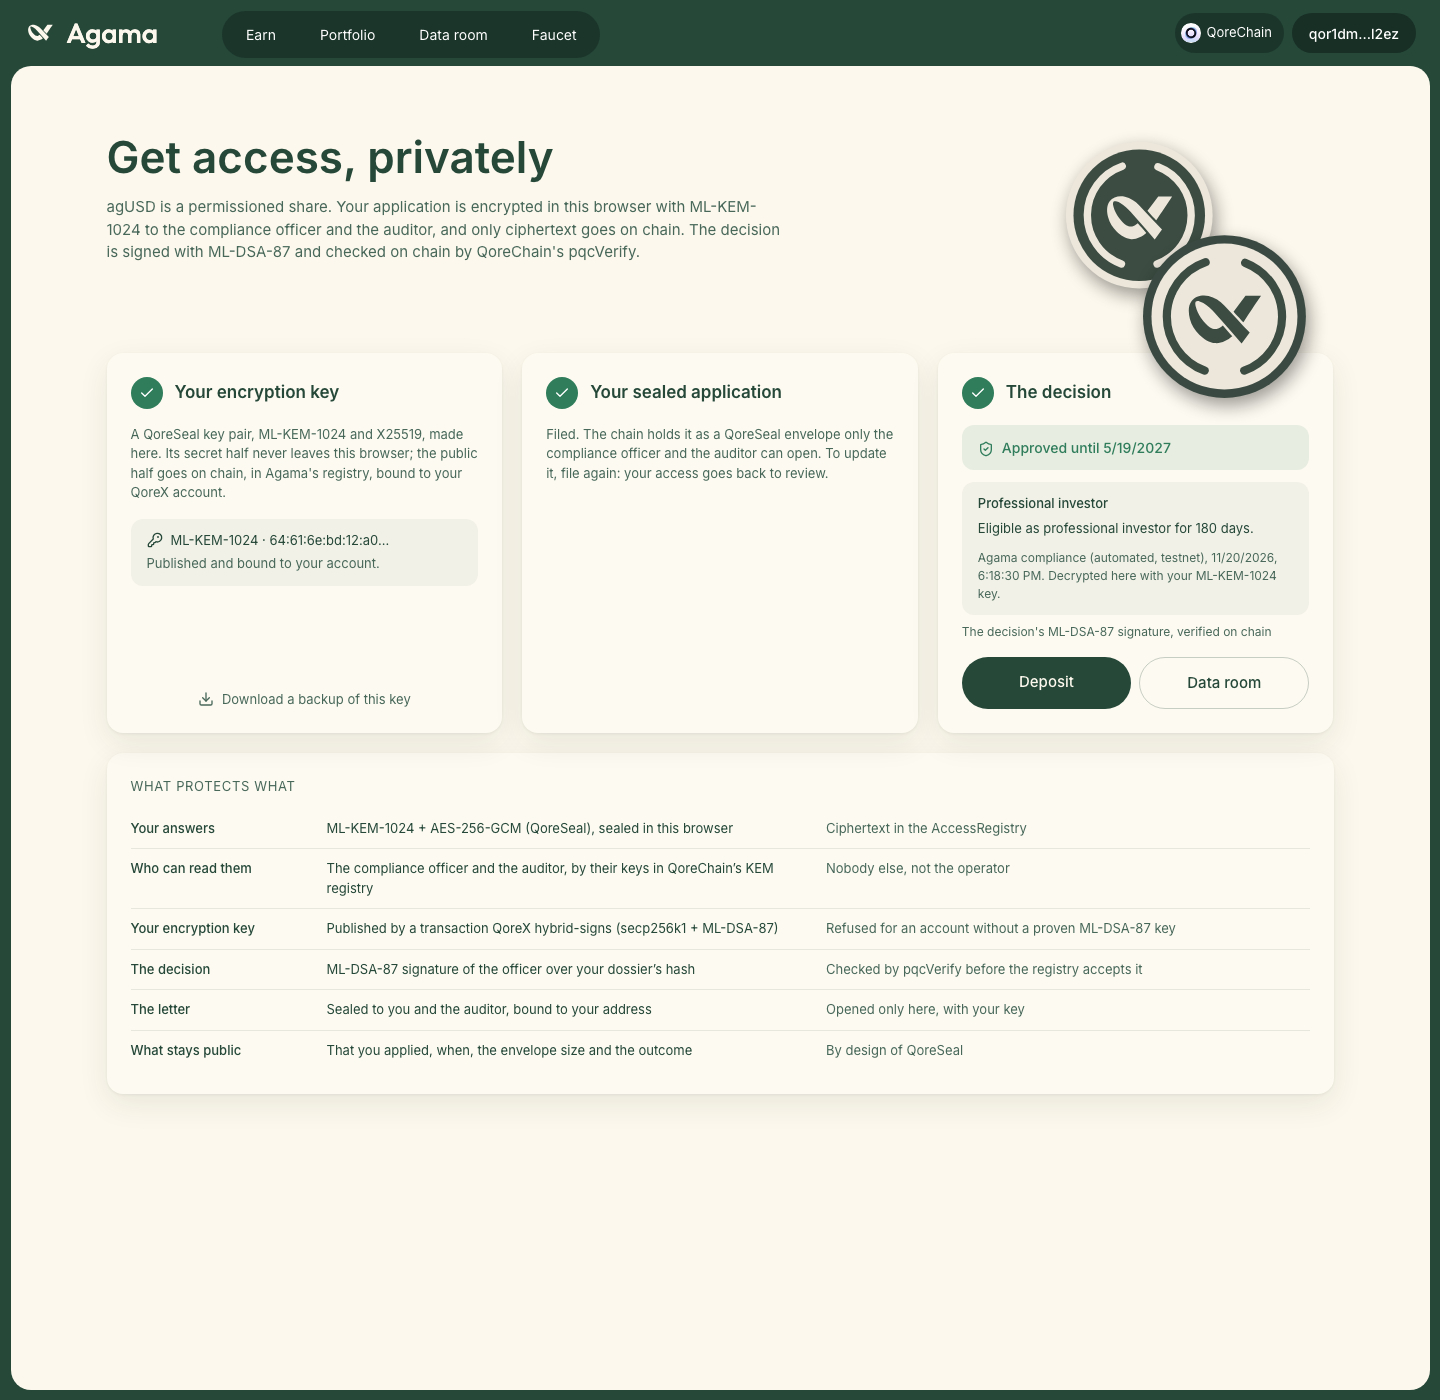 Agama
Earn
Portfolio
Data room
Faucet
QoreChain
qor1dm...l2ez
Get access, privately
agUSD is a permissioned share. Your application is encrypted in this browser with ML-KEM-
1024 to the compliance officer and the auditor, and only ciphertext goes on chain. The decision
is signed with ML-DSA-87 and checked on chain by QoreChain's pqcVerify.
Your encryption key
A QoreSeal key pair, ML-KEM-1024 and X25519, made
here. Its secret half never leaves this browser; the public
half goes on chain, in Agama's registry, bound to your
QoreX account.
ML-KEM-1024 · 64:61:6e:bd:12:a0...
Published and bound to your account.
Download a backup of this key
Your sealed application
Filed. The chain holds it as a QoreSeal envelope only the
compliance officer and the auditor can open. To update
it, file again: your access goes back to review.
The decision
Approved until 5/19/2027
Professional investor
Eligible as professional investor for 180 days.
Agama compliance (automated, testnet), 11/20/2026,
6:18:30 PM. Decrypted here with your ML-KEM-1024
key.
The decision's ML-DSA-87 signature, verified on chain
Deposit
Data room
WHAT PROTECTS WHAT
Your answers
ML-KEM-1024 + AES-256-GCM (QoreSeal), sealed in this browser
Ciphertext in the AccessRegistry
Who can read them
The compliance officer and the auditor, by their keys in QoreChain’s KEM
registry
Nobody else, not the operator
Your encryption key
Published by a transaction QoreX hybrid-signs (secp256k1 + ML-DSA-87)
Refused for an account without a proven ML-DSA-87 key
The decision
ML-DSA-87 signature of the officer over your dossier’s hash
Checked by pqcVerify before the registry accepts it
The letter
Sealed to you and the auditor, bound to your address
Opened only here, with your key
What stays public
That you applied, when, the envelope size and the outcome
By design of QoreSeal